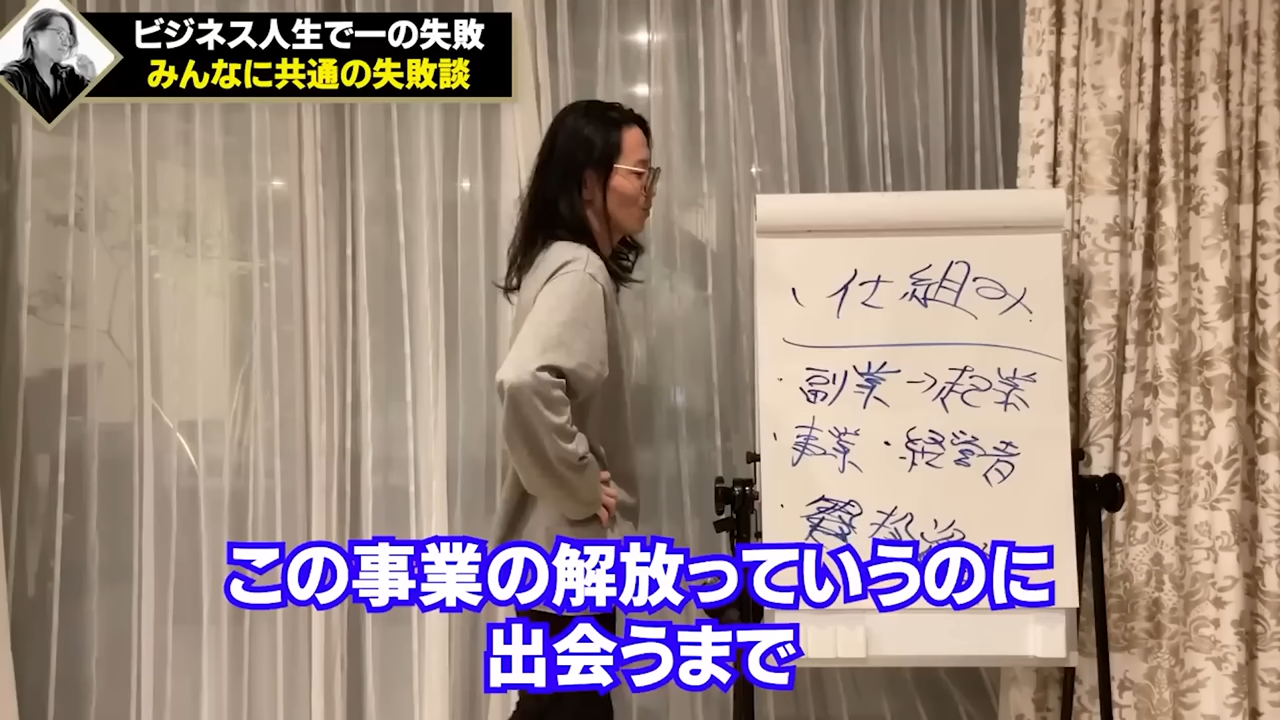 ビジネス人生で一の失敗
みんなに共通の失敗談
、仕組み
・副業→起業
・事業・経営者
・投資
この事業の解放っていうのに
出会うまで